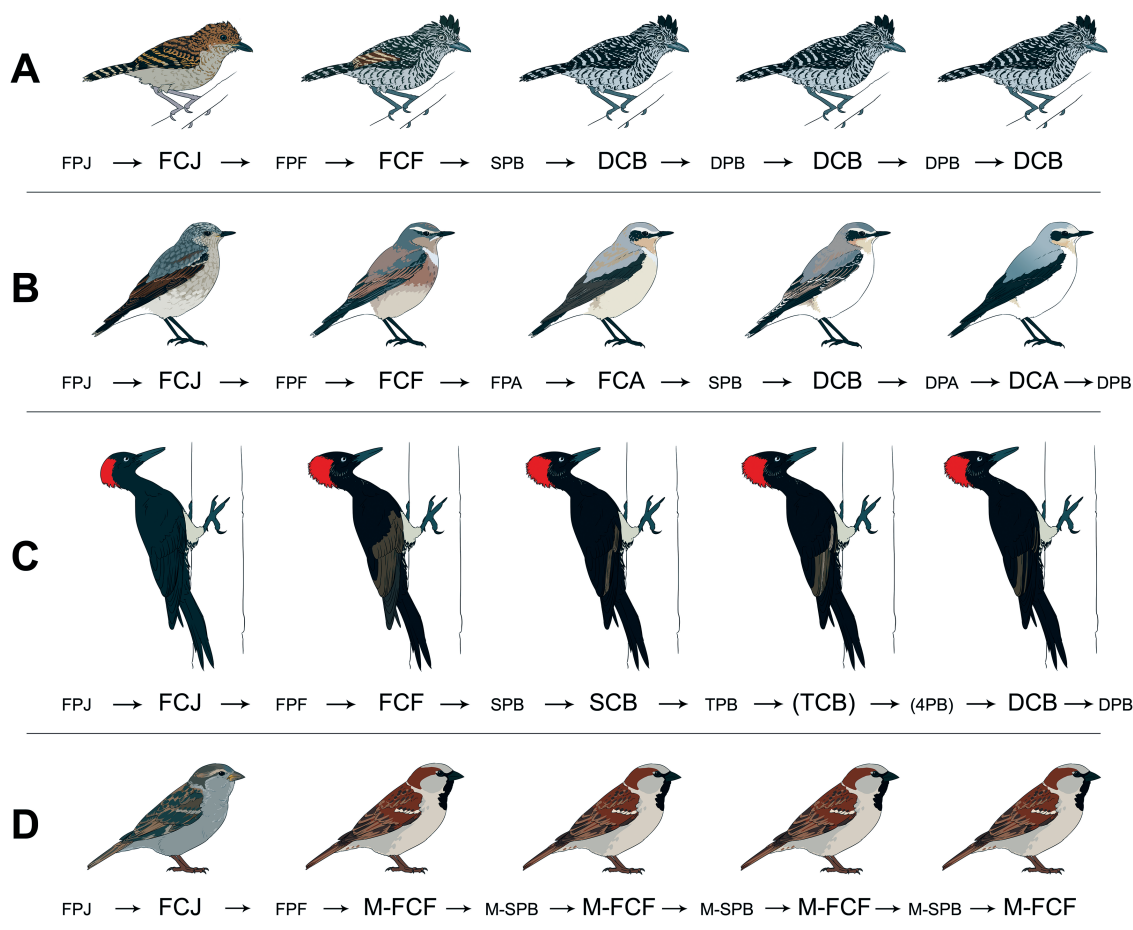 A
FPJ → FCJ → FPF → FCF → SPB → DCB → DPB → DCB → DPB → DCB
B
FPJ → FCJ → FPF → FCF → FPA → FCA → SPB → DCB → DPA → DCA → DPB
C
FPJ → FCJ → FPF → FCF → SPB → SCB → TPB → (TCB) → (4PB) → DCB → DPB
D
FPJ → FCJ → FPF → M-FCF → M-SPB → M-FCF → M-SPB → M-FCF → M-SPB → M-FCF